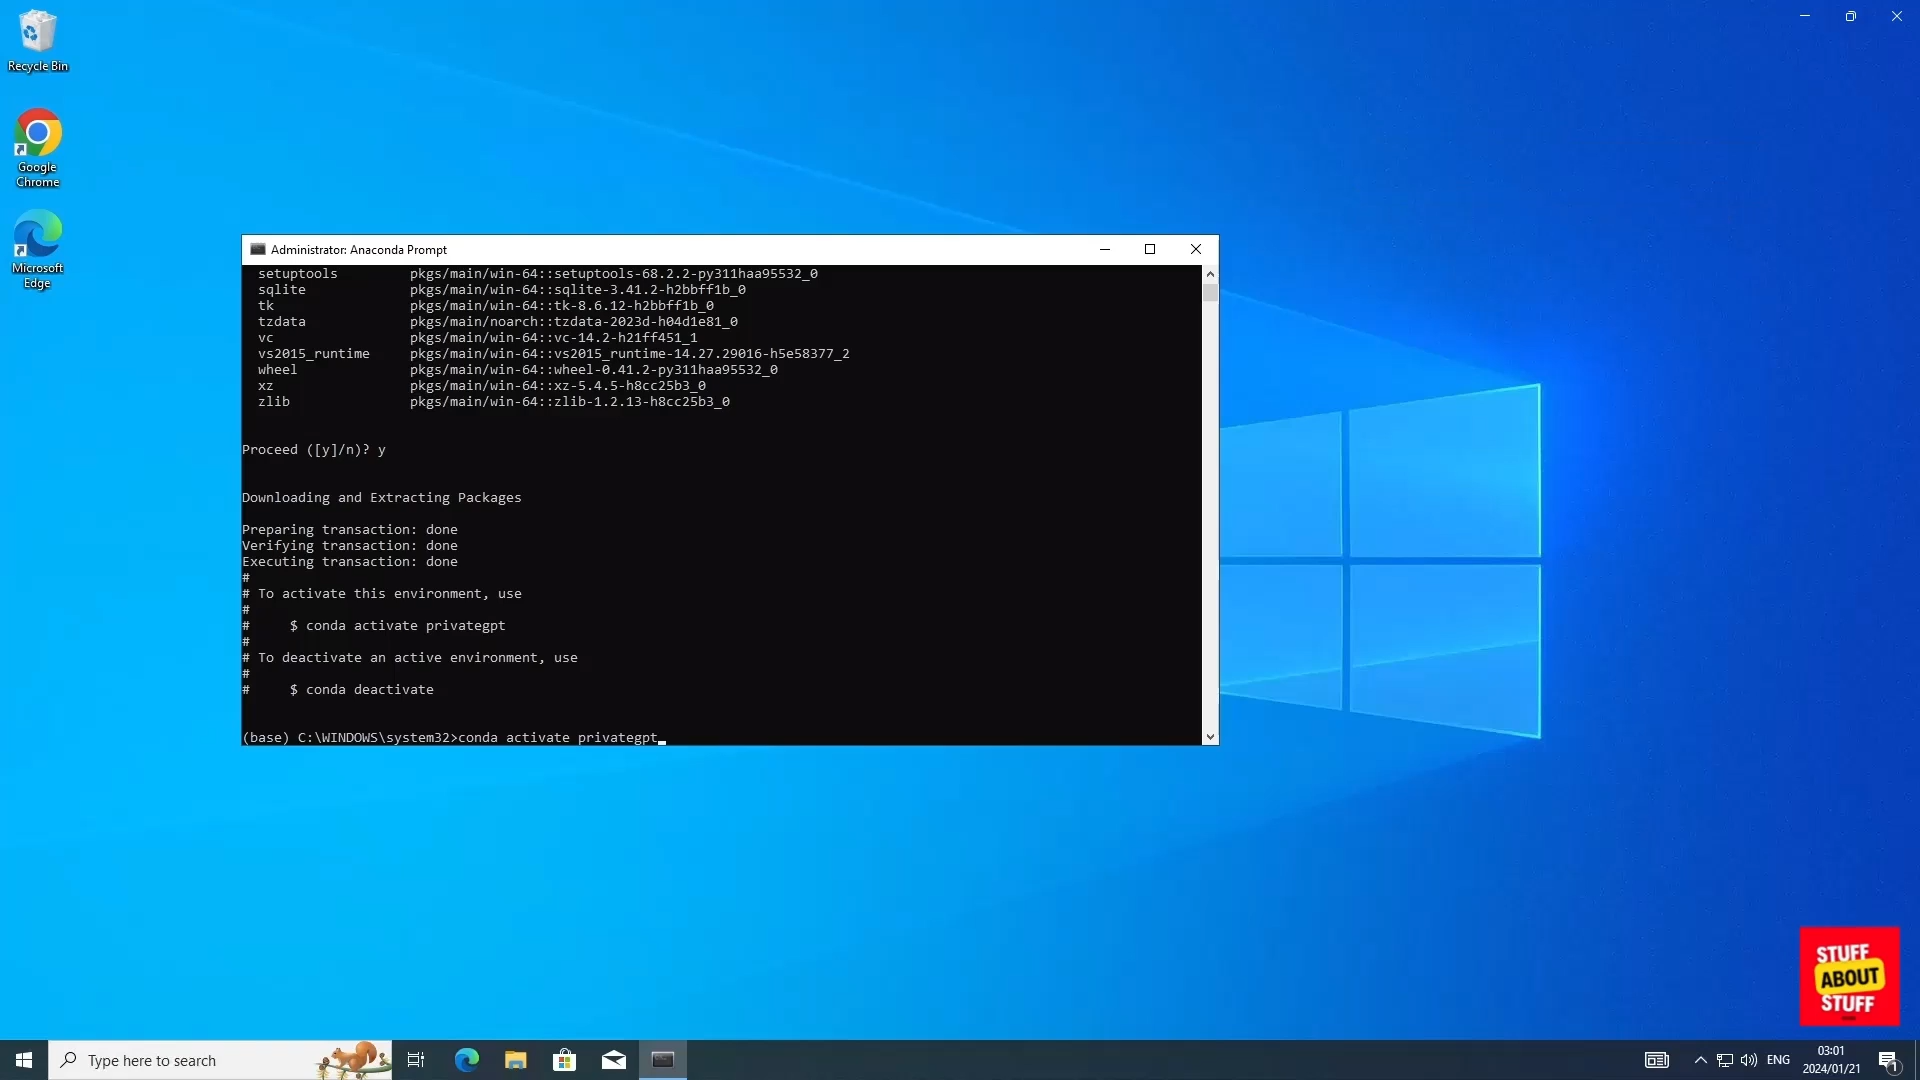 Recycle Bin
Google
Chrome
Microsoft
Edge
Administrator: Anaconda Prompt
setuptools pkgs/main/win-64::setuptools-68.2.2-py311haa95532_0
sqlite pkgs/main/win-64::sqlite-3.41.2-h2bbff1b_0
tk pkgs/main/win-64::tk-8.6.12-h2bbff1b_0
tzdata pkgs/main/noarch::tzdata-2023d-h04d1e81_0
vc pkgs/main/win-64::vc-14.2-h21ff451_1
vs2015_runtime pkgs/main/win-64::vs2015_runtime-14.27.29016-h5e58377_2
wheel pkgs/main/win-64::wheel-0.41.2-py311haa95532_0
xz pkgs/main/win-64::xz-5.4.5-h8cc25b3_0
zlib pkgs/main/win-64::zlib-1.2.13-h8cc25b3_0
Proceed ([y]/n)? y
Downloading and Extracting Packages
Preparing transaction: done
Verifying transaction: done
Executing transaction: done
#
# To activate this environment, use
#
# $ conda activate privategpt
#
# To deactivate an active environment, use
#
# $ conda deactivate
(base) C:\WINDOWS\system32>conda activate privategpt_
STUFF
ABOUT
STUFF
Type here to search
ENG
03:01
2024/01/21
1